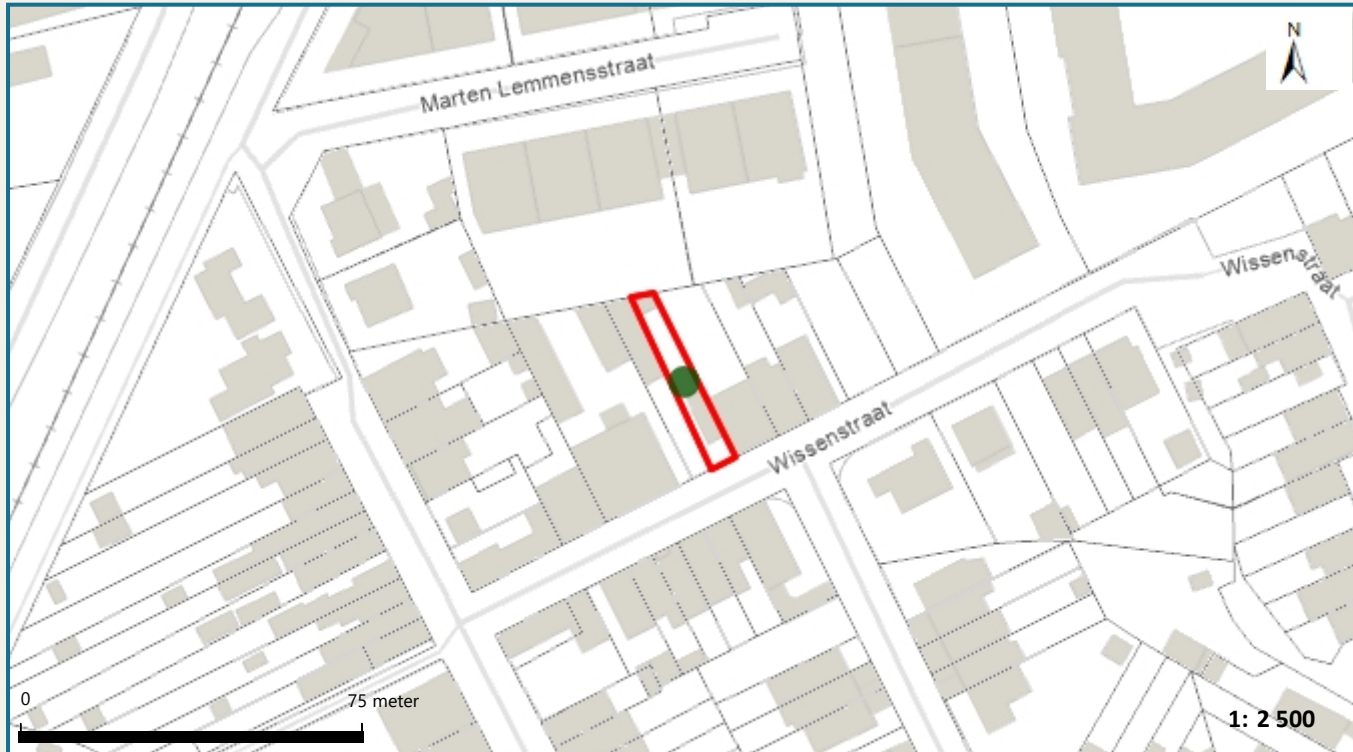 N
Marten Lemmensstraat
Wissenstraat
Wissenstraat
0
75 meter
1: 2 500